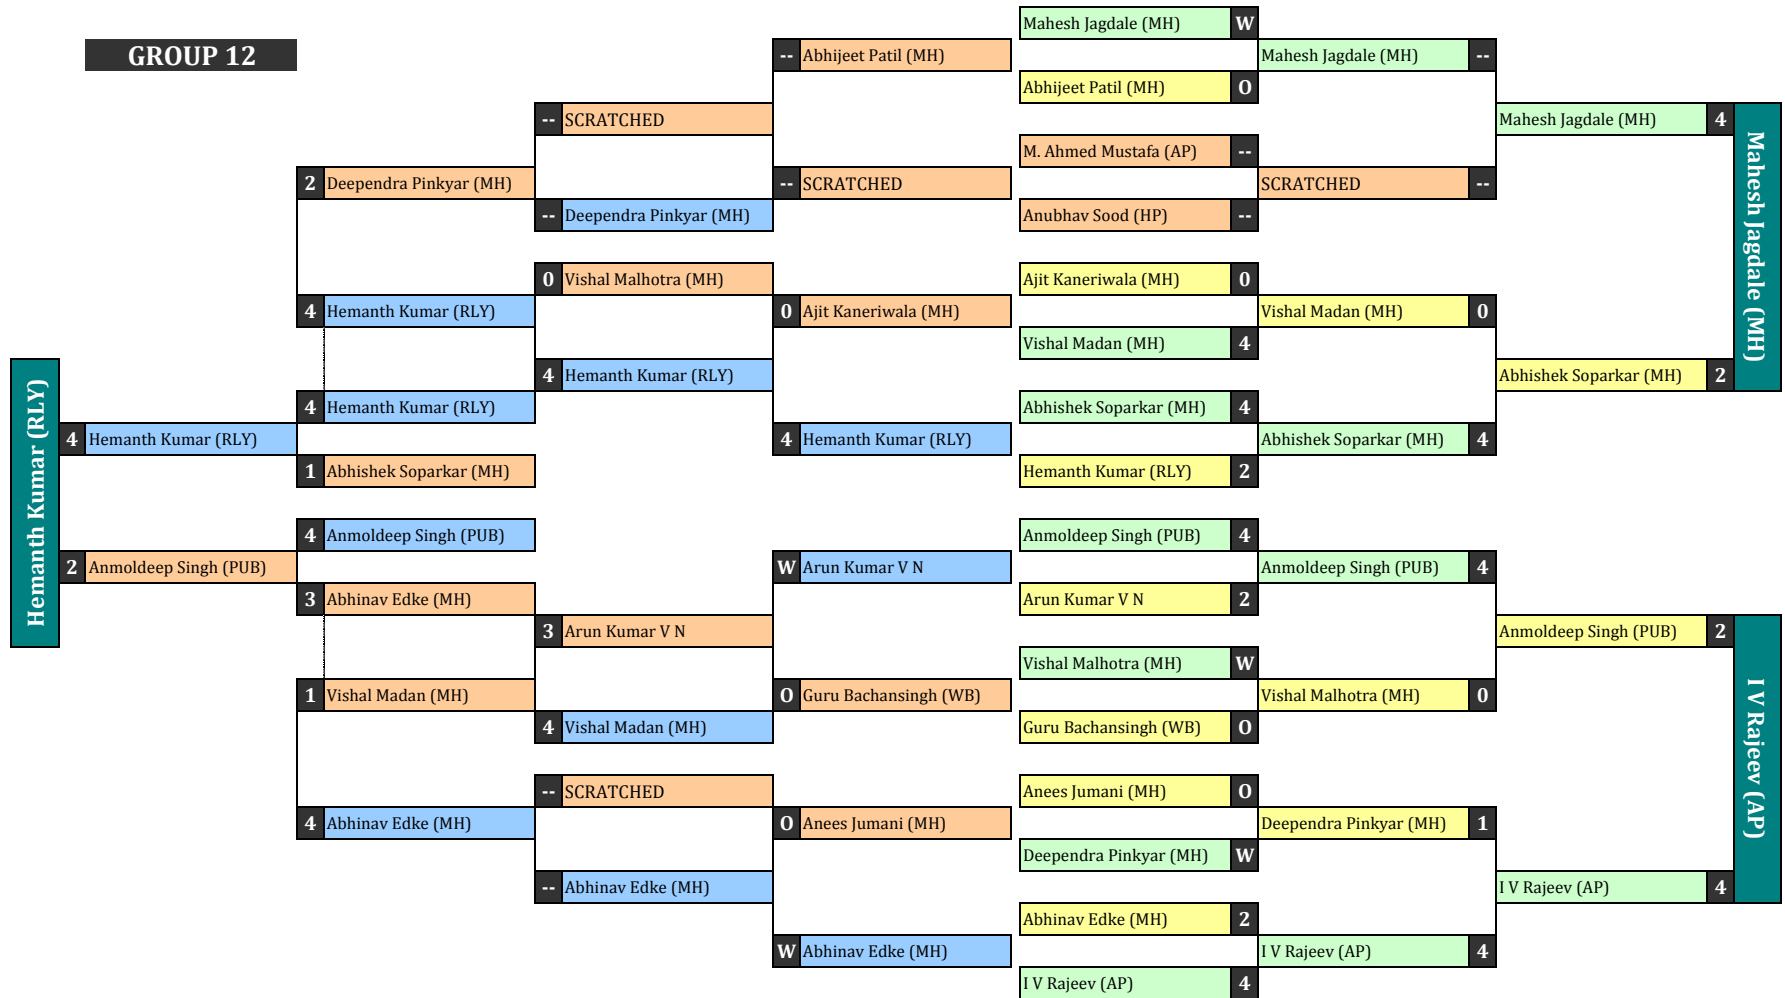 Mahesh Jagdale (MH) W
GROUP 12
-- Abhijeet Patil (MH)
Mahesh Jagdale (MH) --
Abhijeet Patil (MH) O
-- SCRATCHED
Mahesh Jagdale (MH) 4
M. Ahmed Mustafa (AP) --
2 Deependra Pinkyar (MH)
-- SCRATCHED
SCRATCHED --
-- Deependra Pinkyar (MH)
Anubhav Sood (HP) --
Mahesh Jagdale (MH)
0 Vishal Malhotra (MH)
Ajit Kaneriwala (MH) 0
4 Hemanth Kumar (RLY)
0 Ajit Kaneriwala (MH)
Vishal Madan (MH) 0
Vishal Madan (MH) 4
4 Hemanth Kumar (RLY)
Abhishek Soparkar (MH) 2
4 Hemanth Kumar (RLY)
Abhishek Soparkar (MH) 4
Hemanth Kumar (RLY)
4 Hemanth Kumar (RLY)
4 Hemanth Kumar (RLY)
Abhishek Soparkar (MH) 4
1 Abhishek Soparkar (MH)
Hemanth Kumar (RLY) 2
4 Anmoldeep Singh (PUB)
Anmoldeep Singh (PUB) 4
2 Anmoldeep Singh (PUB)
W Arun Kumar V N
Anmoldeep Singh (PUB) 4
3 Abhinav Edke (MH)
Arun Kumar V N 2
3 Arun Kumar V N
Anmoldeep Singh (PUB) 2
Vishal Malhotra (MH) W
1 Vishal Madan (MH)
O Guru Bachansingh (WB)
Vishal Malhotra (MH) 0
4 Vishal Madan (MH)
Guru Bachansingh (WB) O
I V Rajeev (AP)
-- SCRATCHED
Anees Jumani (MH) O
4 Abhinav Edke (MH)
O Anees Jumani (MH)
Deependra Pinkyar (MH) 1
Deependra Pinkyar (MH) W
-- Abhinav Edke (MH)
I V Rajeev (AP) 4
Abhinav Edke (MH) 2
W Abhinav Edke (MH)
I V Rajeev (AP) 4
I V Rajeev (AP) 4